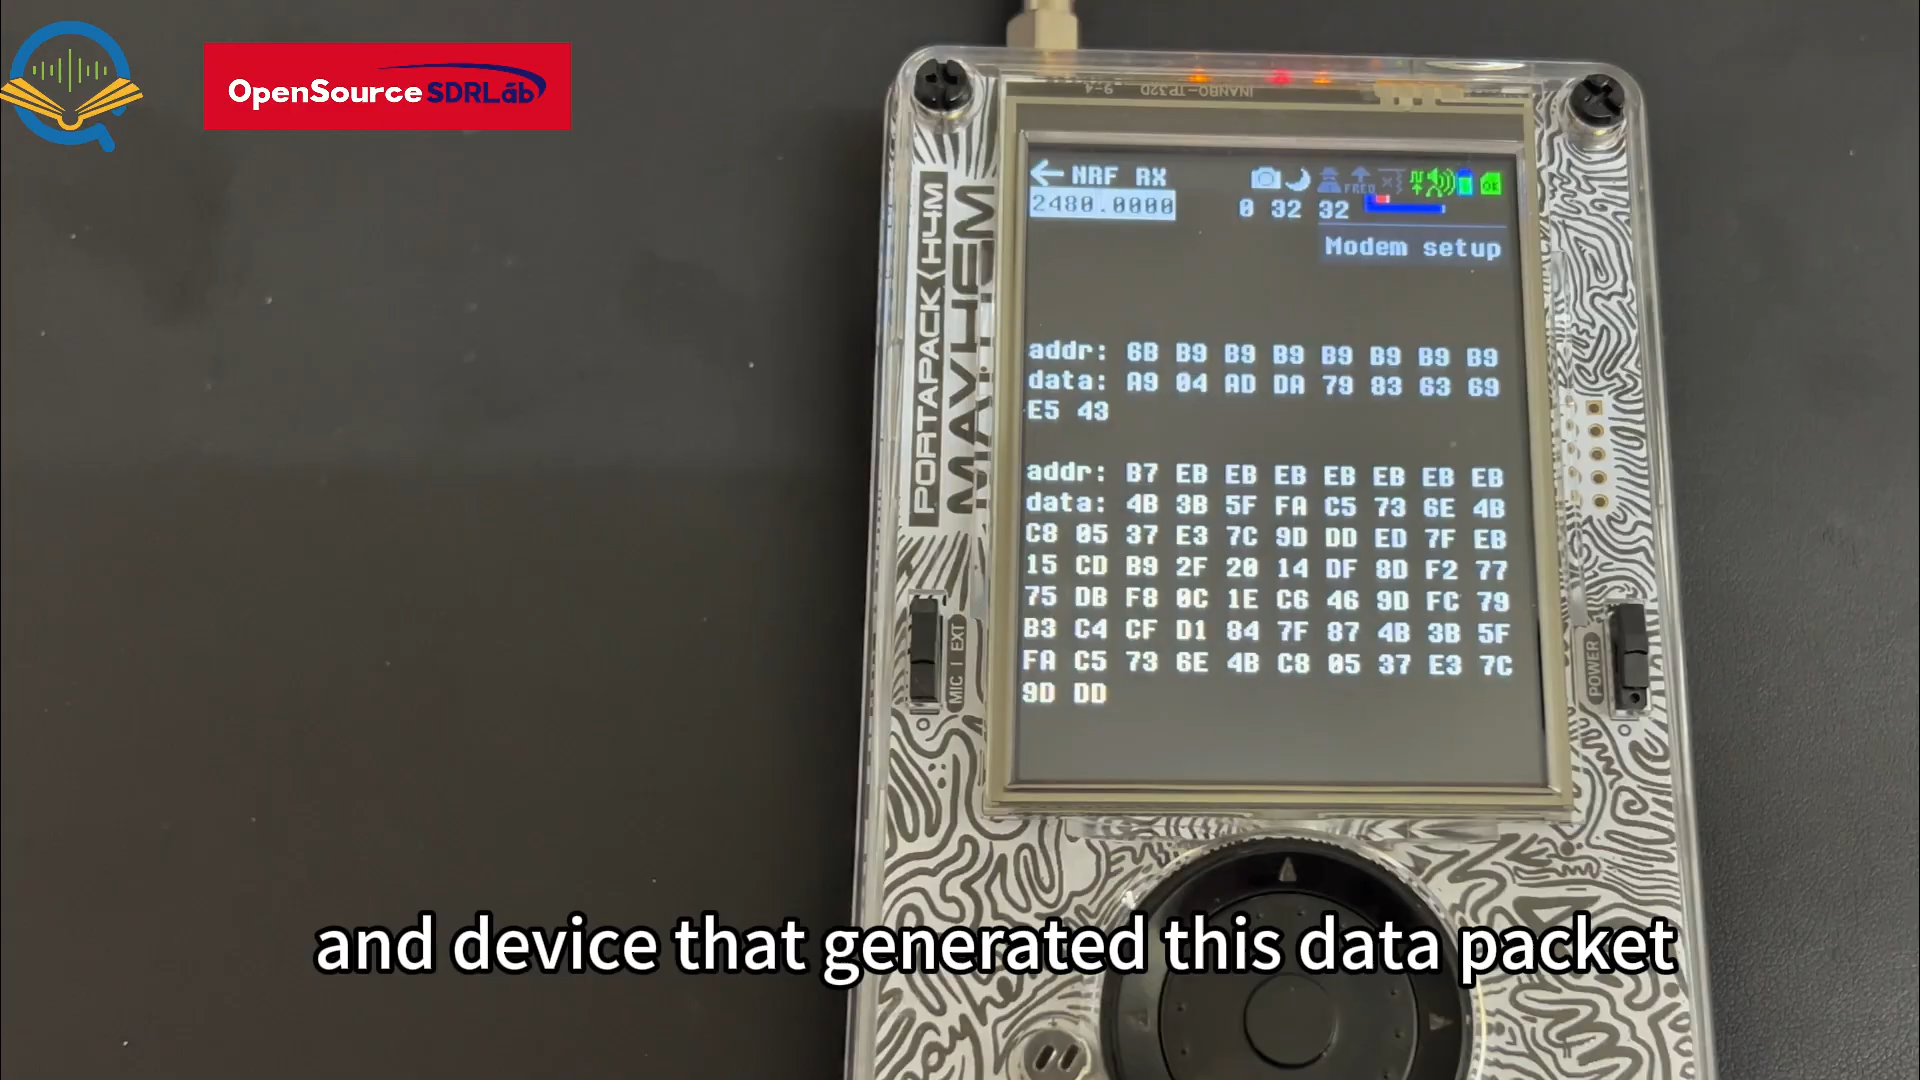 OpenSource SDRLab
INANBO-TP32D 9-4
NRF RX
FREQ
OK
2480.0000
0 32 32
Modem setup
addr: 6B B9 B9 B9 B9 B9 B9 B9
data: A9 04 AD DA 79 83 63 69
E5 43
addr: B7 EB EB EB EB EB EB EB
data: 4B 3B 5F FA C5 73 6E 4B
C8 05 37 E3 7C 9D DD ED 7F EB
15 CD B9 2F 20 14 DF 8D F2 77
75 DB F8 0C 1E C6 46 9D FC 79
B3 C4 CF D1 84 7F 87 4B 3B 5F
FA C5 73 6E 4B C8 05 37 E3 7C
9D DD
PORTAPACK H4M
MAYHEM
MIC | EXT
POWER
and device that generated this data packet